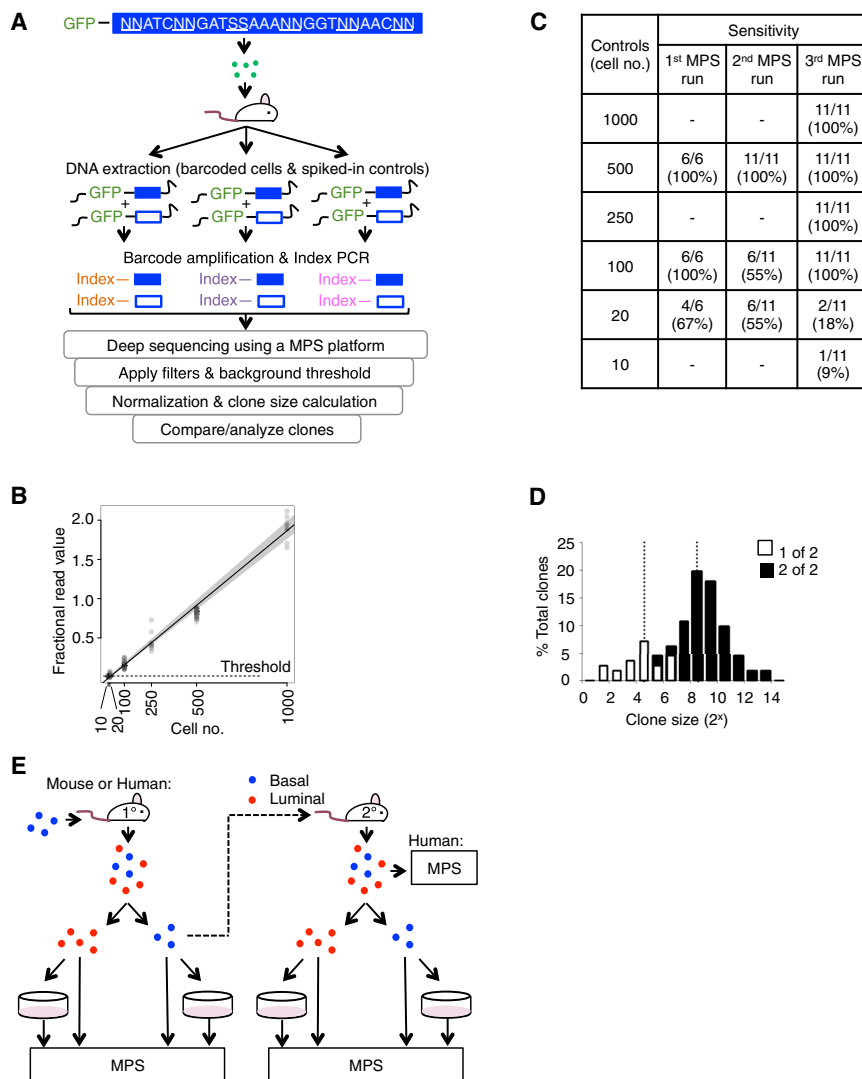 A
GFP NNATCNNGATSSAAANNGGTNNAACNN
DNA extraction (barcoded cells & spiked-in controls)
GFP GFP GFP
+ + +
GFP GFP GFP
Barcode amplification & Index PCR
Index Index Index
Index Index Index
Deep sequencing using a MPS platform
Apply filters & background threshold
Normalization & clone size calculation
Compare/analyze clones
C
Controls (cell no.)
Sensitivity
1st MPS run
2nd MPS run
3rd MPS run
1000 - - 11/11 (100%)
500 6/6 (100%) 11/11 (100%) 11/11 (100%)
250 - - 11/11 (100%)
100 6/6 (100%) 6/11 (55%) 11/11 (100%)
20 4/6 (67%) 6/11 (55%) 2/11 (18%)
10 - - 1/11 (9%)
B
Fractional read value
2.0
1.5
1.0
0.5
Threshold
10 20 100 250 500 1000
Cell no.
D
% Total clones
25
20
15
10
5
0
1 of 2
2 of 2
0 2 4 6 8 10 12 14
Clone size (2x)
E
Mouse or Human:
1°
Basal
Luminal
2°
Human:
MPS
MPS
MPS